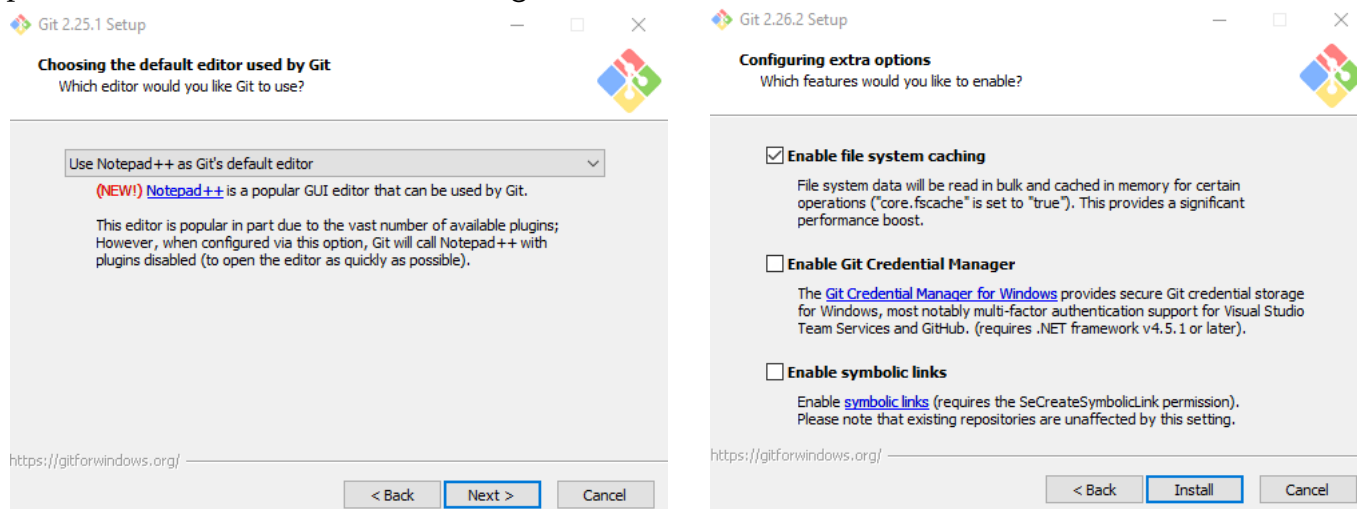 Git 2.25.1 Setup
Choosing the default editor used by Git
Which editor would you like Git to use?
Use Notepad++ as Git's default editor
(NEW!) Notepad++ is a popular GUI editor that can be used by Git.
This editor is popular in part due to the vast number of available plugins;
However, when configured via this option, Git will call Notepad++ with
plugins disabled (to open the editor as quickly as possible).
https://gitforwindows.org/
< Back
Next >
Cancel
Git 2.26.2 Setup
Configuring extra options
Which features would you like to enable?
Enable file system caching
File system data will be read in bulk and cached in memory for certain
operations ("core.fscache" is set to "true"). This provides a significant
performance boost.
Enable Git Credential Manager
The Git Credential Manager for Windows provides secure Git credential storage
for Windows, most notably multi-factor authentication support for Visual Studio
Team Services and GitHub. (requires .NET framework v4.5.1 or later).
Enable symbolic links
Enable symbolic links (requires the SeCreateSymbolicLink permission).
Please note that existing repositories are unaffected by this setting.
https://gitforwindows.org/
< Back
Install
Cancel